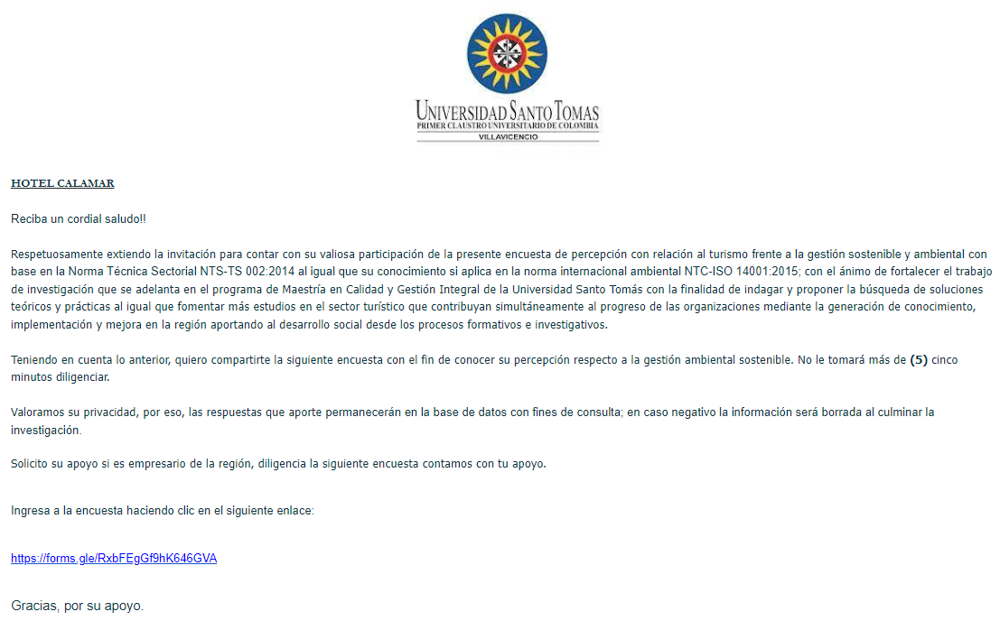 UNIVERSIDAD SANTO TOMAS
PRIMER CLAUSTRO UNIVERSITARIO DE COLOMBIA
VILLAVICENCIO
HOTEL CALAMAR
Reciba un cordial saludo!!
Respetuosamente extiendo la invitación para contar con su valiosa participación de la presente encuesta de percepción con relación al turismo frente a la gestión sostenible y ambiental con
base en la Norma Técnica Sectorial NTS-TS 002:2014 al igual que su conocimiento si aplica en la norma internacional ambiental NTC-ISO 14001:2015; con el ánimo de fortalecer el trabajo
de investigación que se adelanta en el programa de Maestría en Calidad y Gestión Integral de la Universidad Santo Tomás con la finalidad de indagar y proponer la búsqueda de soluciones
teóricos y prácticas al igual que fomentar más estudios en el sector turístico que contribuyan simultáneamente al progreso de las organizaciones mediante la generación de conocimiento,
implementación y mejora en la región aportando al desarrollo social desde los procesos formativos e investigativos.
Teniendo en cuenta lo anterior, quiero compartirte la siguiente encuesta con el fin de conocer su percepción respecto a la gestión ambiental sostenible. No le tomará más de (5) cinco
minutos diligenciar.
Valoramos su privacidad, por eso, las respuestas que aporte permanecerán en la base de datos con fines de consulta; en caso negativo la información será borrada al culminar la
investigación.
Solicito su apoyo si es empresario de la región, diligencia la siguiente encuesta contamos con tu apoyo.
Ingresa a la encuesta haciendo clic en el siguiente enlace:
https://forms.gle/RxbFEgGf9hK646GVA
Gracias, por su apoyo.